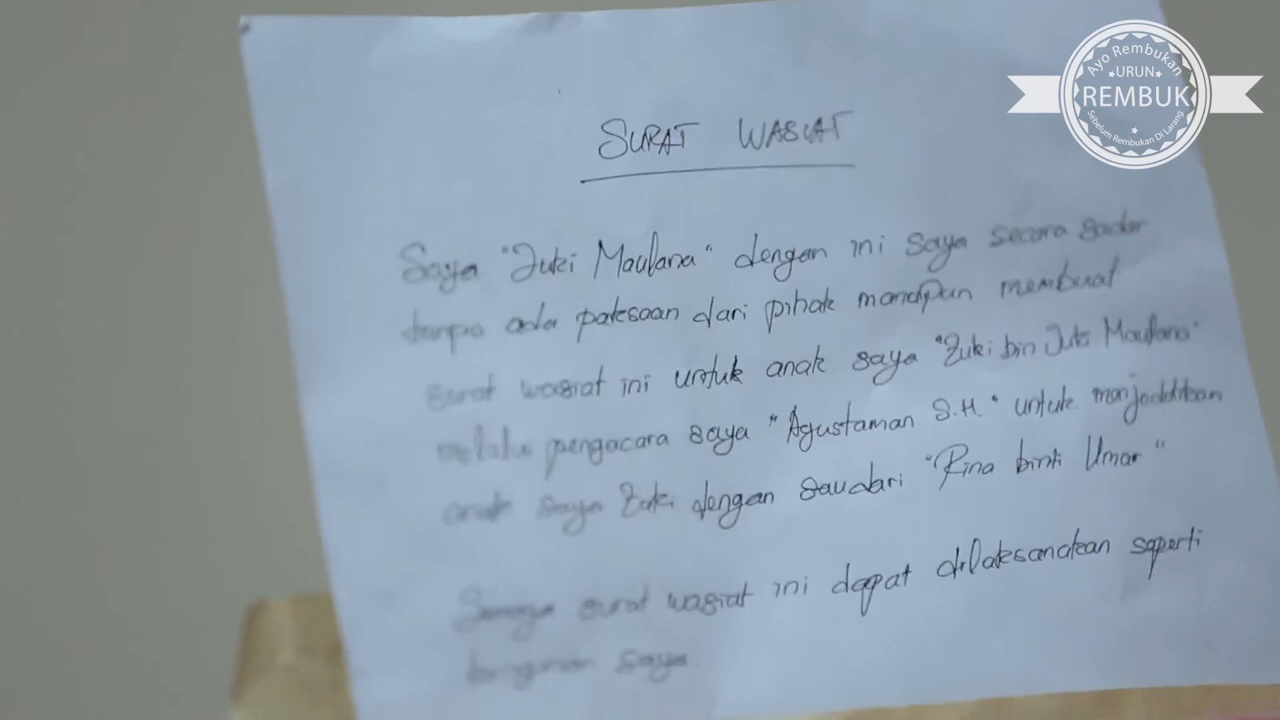 SURAT WASIAT
Saya "Juki Maulana" dengan ini saya secara sadar
tanpa ada paksaan dari pihak manapun membuat
surat wasiat ini untuk anak saya "Zuki bin Juki Maulana"
melalui pengacara saya "Agustaman S.H." untuk menjodohkan
anak saya Zuki dengan saudari "Rina binti Umar"
Semoga surat wasiat ini dapat dilaksanakan seperti
keinginan saya
Ayo Rembukan
URUN
REMBUK
Sebelum Rembukan Di Larang